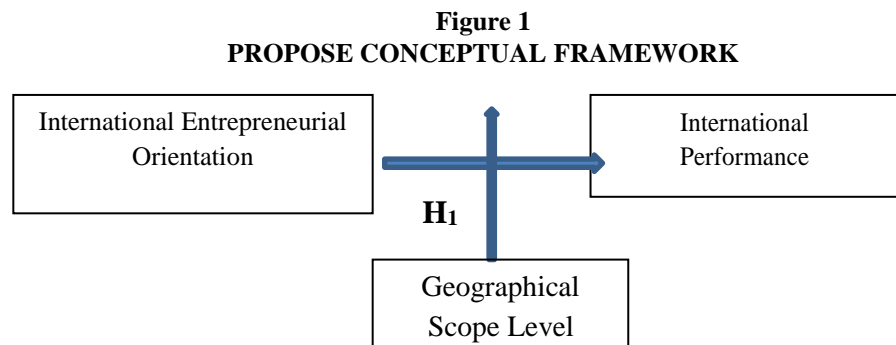 Figure 1
PROPOSE CONCEPTUAL FRAMEWORK
International Entrepreneurial
Orientation
International
Performance
H₁
Geographical
Scope Level